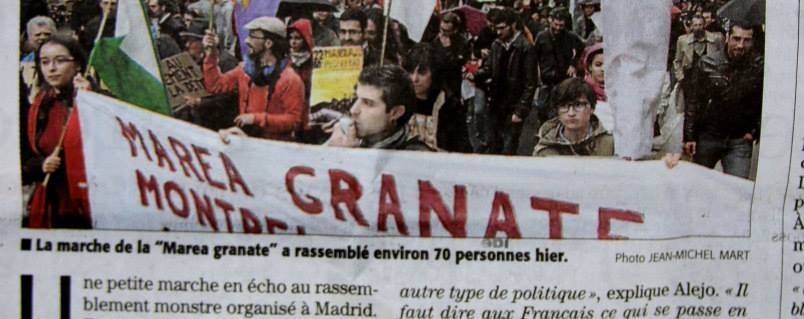 MAREA GRANATE
■ La marche de la "Marea granate" a rassemblé environ 70 personnes hier.
Photo JEAN-MICHEL MART
ne petite marche en écho au rassem-
blement monstre organisé à Madrid.
autre type de politique», explique Alejo. «Il
faut dire aux Français ce qui se passe en